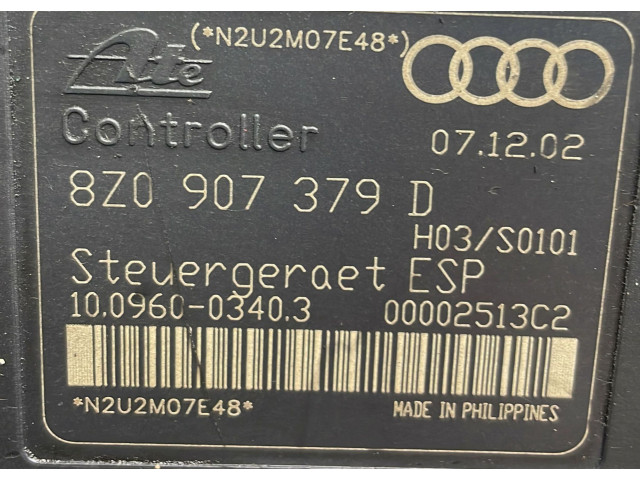 (*N2U2M07E48*)
Ate
Controller
07.12.02
8Z0 907 379 D
H03/S0101
Steuergeraet ESP
10.0960-0340.3 00002513C2
*N2U2M07E48*
MADE IN PHILIPPINES